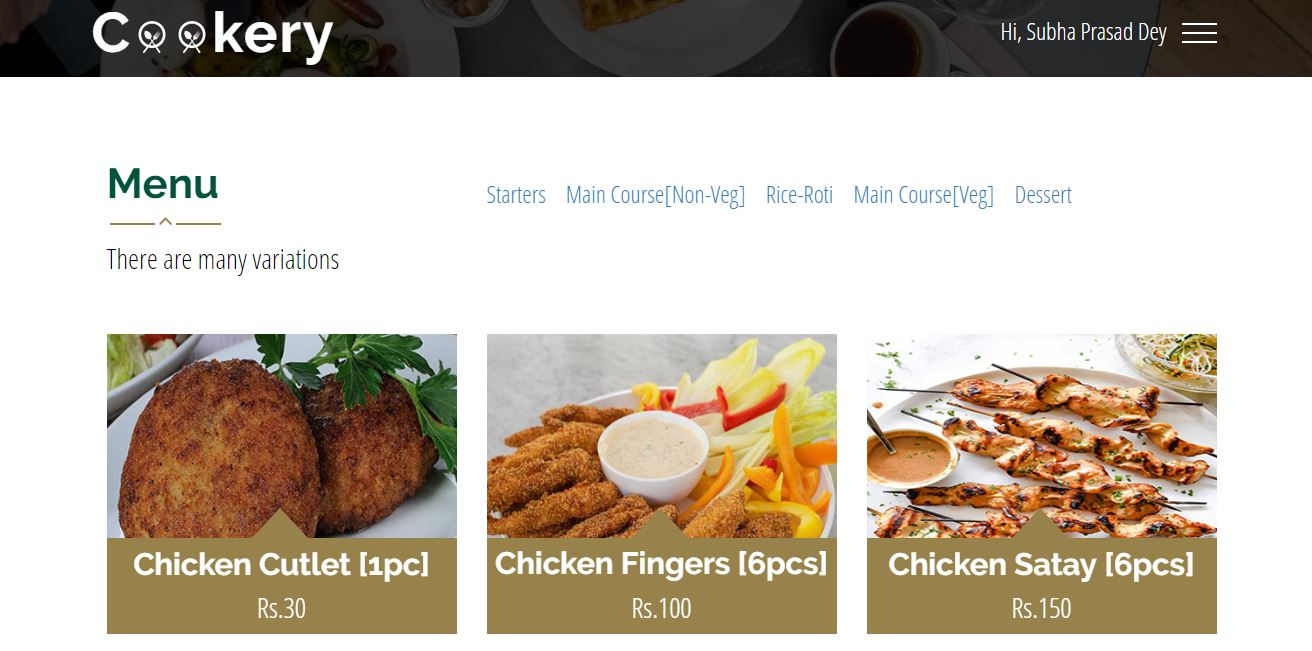 Cookery
Hi, Subha Prasad Dey
Menu
Starters Main Course[Non-Veg] Rice-Roti Main Course[Veg] Dessert
There are many variations
Chicken Cutlet [1pc]
Rs.30
Chicken Fingers [6pcs]
Rs.100
Chicken Satay [6pcs]
Rs.150